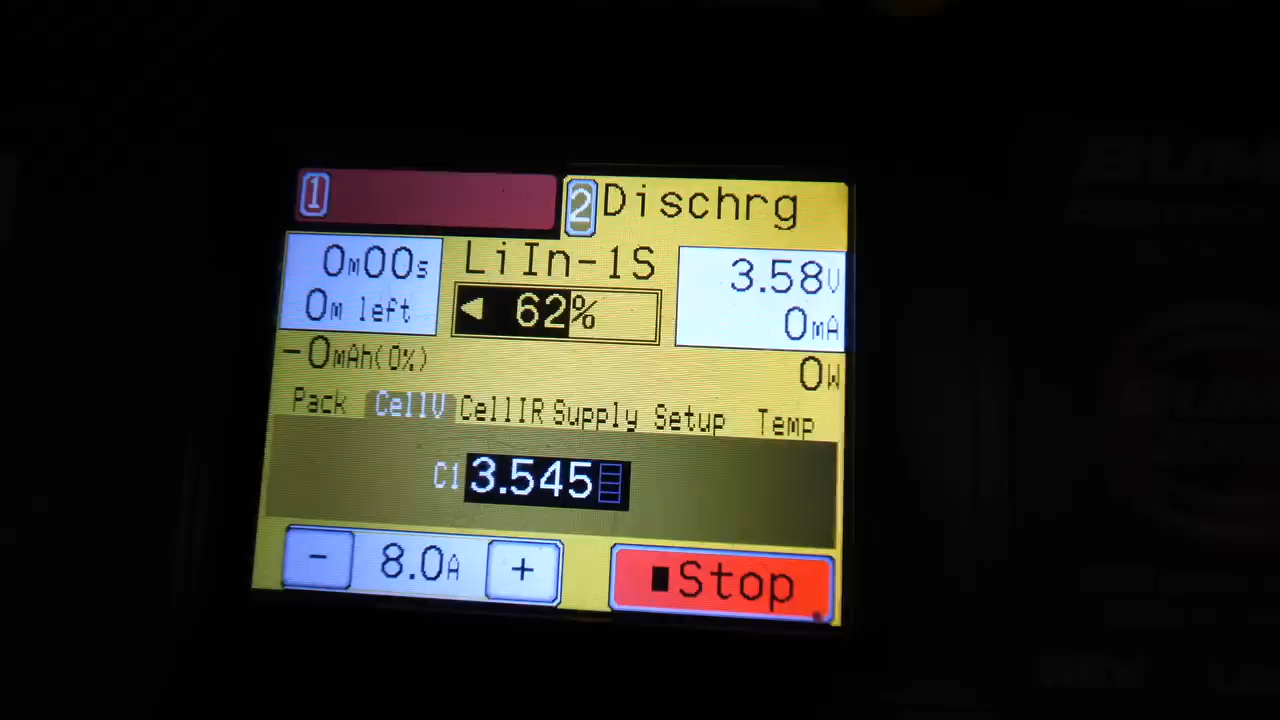 1
2 Dischrg
0m00s LiIn-1S 3.58V
0m left 62% 0mA
-0mAh(0%) 0W
Pack CellV CellIR Supply Setup Temp
C1 3.545
- 8.0A + Stop